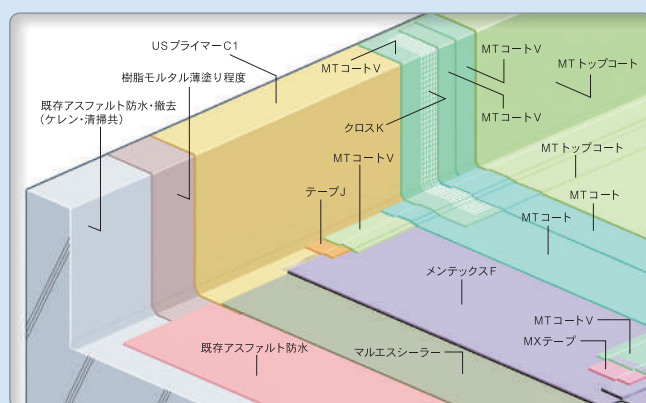 USプライマーC1
MTコートV
MTコートV
MTトップコート
樹脂モルタル薄塗り程度
既存アスファルト防水・撤去
（ケレン・清掃共）
MTコートV
クロスK
MTコートV
MTトップコート
テープJ
MTコート
MTコート
メンテックスF
MTコートV
MXテープ
既存アスファルト防水
マルエスシーラー